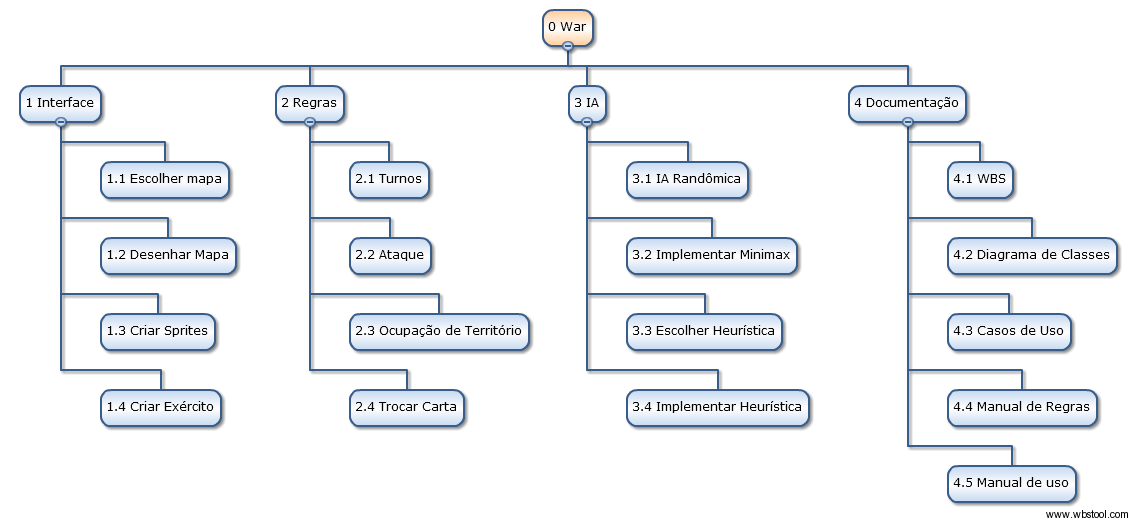 0 War
1 Interface
1.1 Escolher mapa
1.2 Desenhar Mapa
1.3 Criar Sprites
1.4 Criar Exército
2 Regras
2.1 Turnos
2.2 Ataque
2.3 Ocupação de Território
2.4 Trocar Carta
3 IA
3.1 IA Randômica
3.2 Implementar Minimax
3.3 Escolher Heurística
3.4 Implementar Heurística
4 Documentação
4.1 WBS
4.2 Diagrama de Classes
4.3 Casos de Uso
4.4 Manual de Regras
4.5 Manual de uso
www.wbstool.com